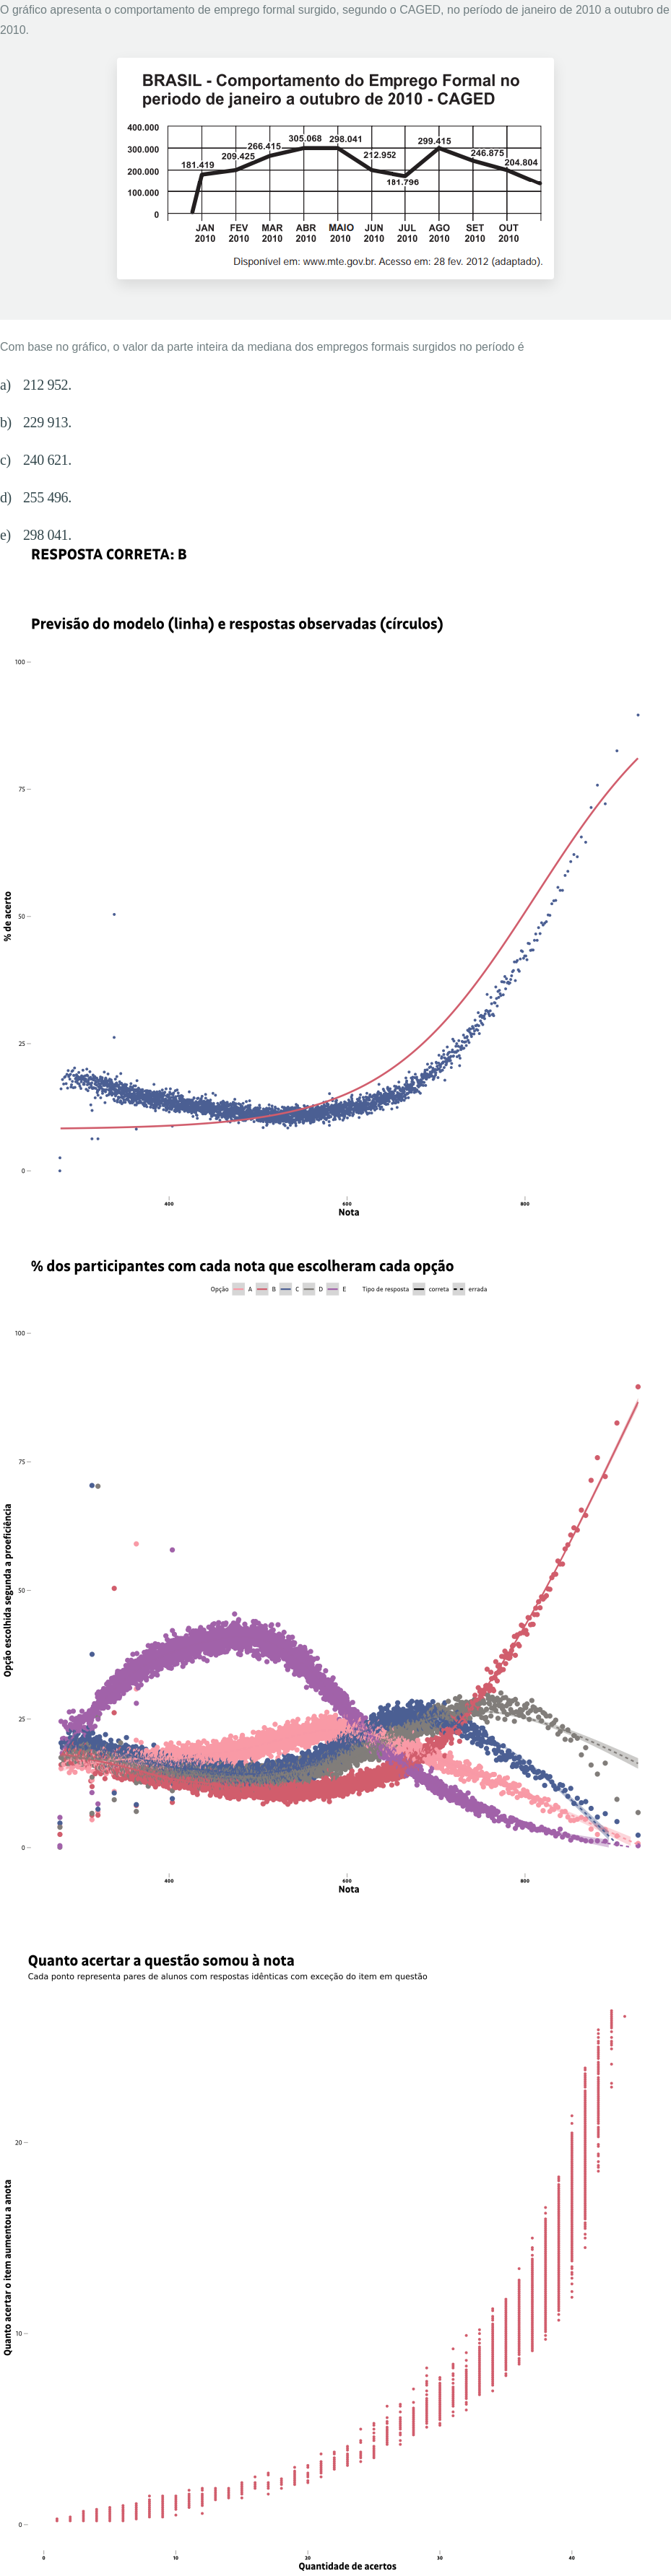 O gráfico apresenta o comportamento de emprego formal surgido, segundo o CAGED, no período de janeiro de 2010 a outubro de
2010.
BRASIL - Comportamento do Emprego Formal no
periodo de janeiro a outubro de 2010 - CAGED
400.000
300.000
200.000
100.000
0
181.419
209.425
266.415
305.068
298.041
212.952
181.796
299.415
246.875
204.804
JAN FEV MAR ABR MAIO JUN JUL AGO SET OUT
2010 2010 2010 2010 2010 2010 2010 2010 2010 2010
Disponível em: www.mte.gov.br. Acesso em: 28 fev. 2012 (adaptado).
Com base no gráfico, o valor da parte inteira da mediana dos empregos formais surgidos no período é
a) 212 952.
b) 229 913.
c) 240 621.
d) 255 496.
e) 298 041.
RESPOSTA CORRETA: B
Previsão do modelo (linha) e respostas observadas (círculos)
100
75
50
25
0
% de acerto
400 600 800
Nota
% dos participantes com cada nota que escolheram cada opção
Opção A B C D E Tipo de resposta correta errada
100
75
50
25
0
Opção escolhida segunda a proeficiência
400 600 800
Nota
Quanto acertar a questão somou à nota
Cada ponto representa pares de alunos com respostas idênticas com exceção do item em questão
20
10
0
Quanto acertar o item aumentou a anota
0 10 20 30 40
Quantidade de acertos